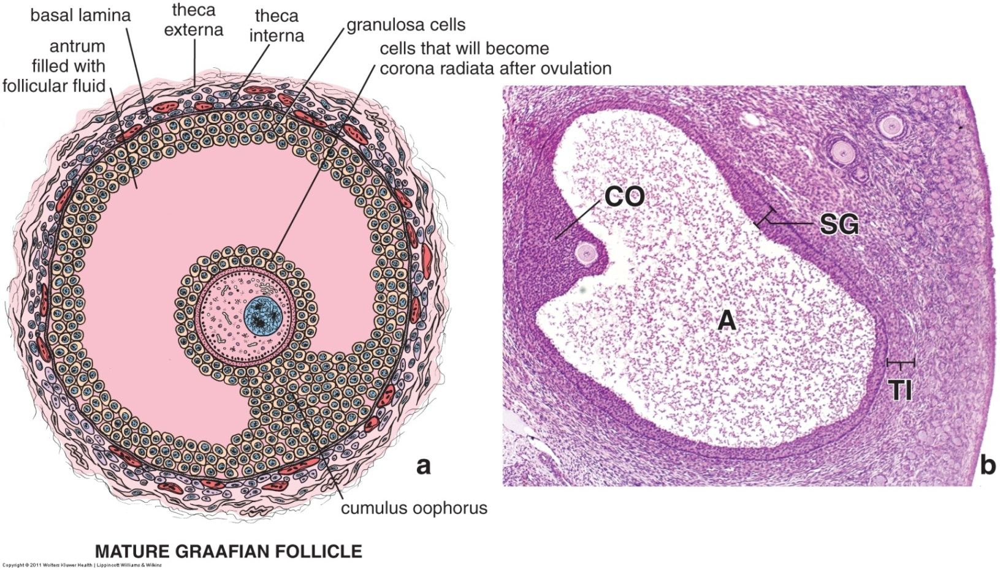 basal lamina
theca
externa
theca
interna
granulosa cells
antrum
filled with
follicular fluid
cells that will become
corona radiata after ovulation
CO
SG
A
TI
a
b
cumulus oophorus
MATURE GRAAFIAN FOLLICLE
Copyright © 2011 Wolters Kluwer Health | Lippincott Williams & Wilkins